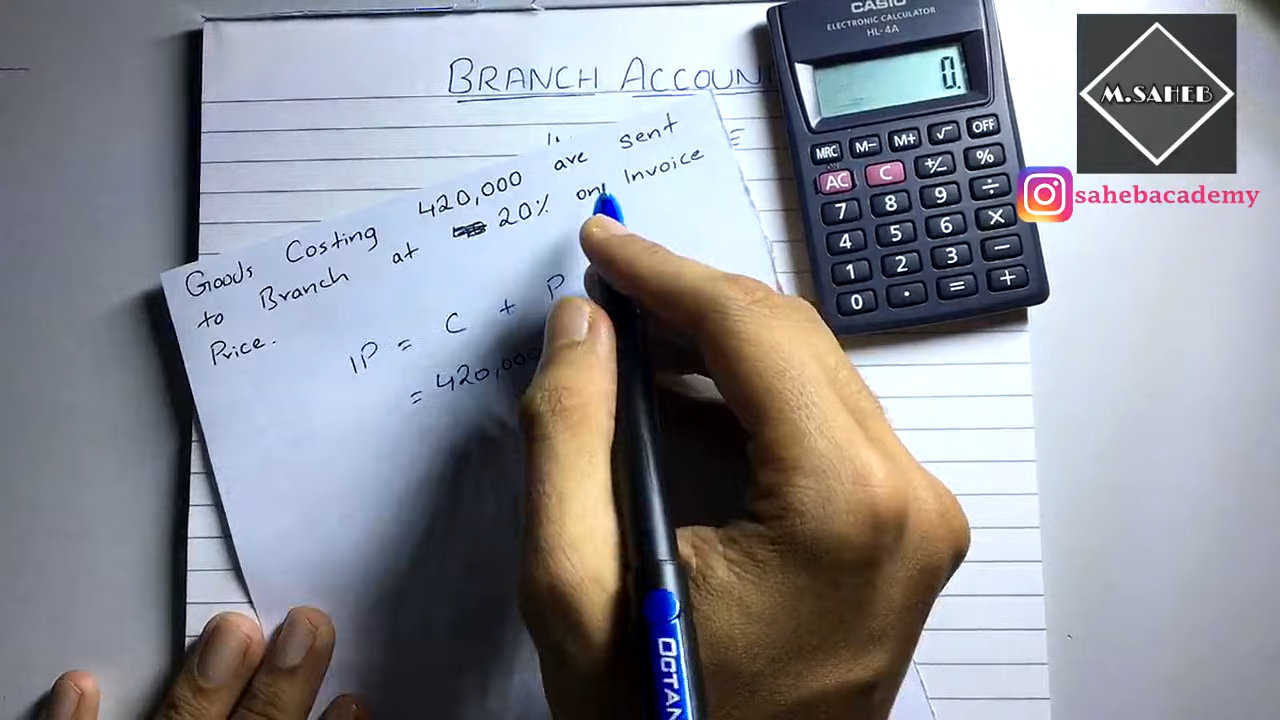 BRANCH ACCOUN
Goods Costing 420,000 are sent
to Branch at 20% on Invoice
Price.
IP = C + P
= 420,000
CASIO
ELECTRONIC CALCULATOR
HL-4A
0.
MRC M− M+ √ OFF
AC C +/− %
7 8 9 ÷
4 5 6 ×
1 2 3 −
0 · = +
M.SAHEB
sahebacademy
OCTAN